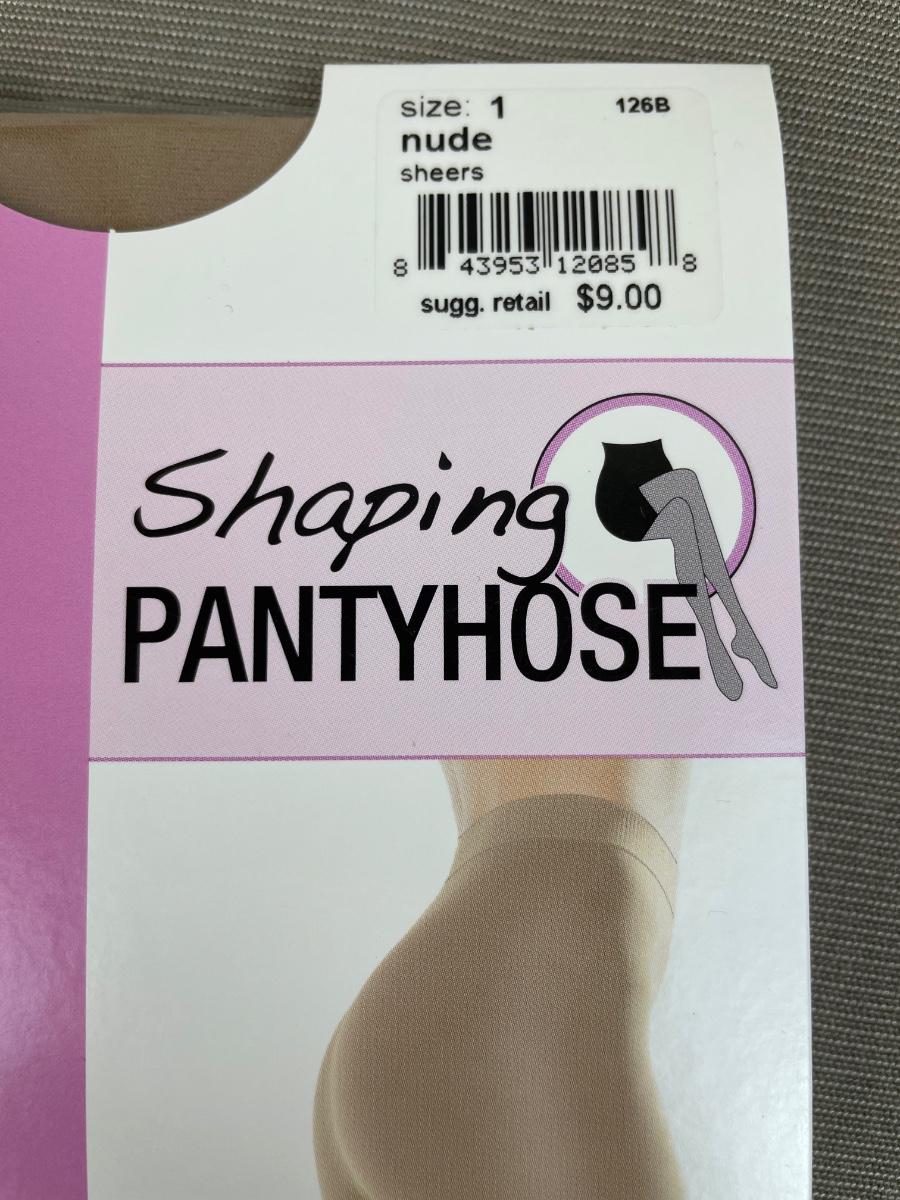 size: 1 126B
nude
sheers
8 43953 12085 8
sugg. retail $9.00
Shaping
PANTYHOSE